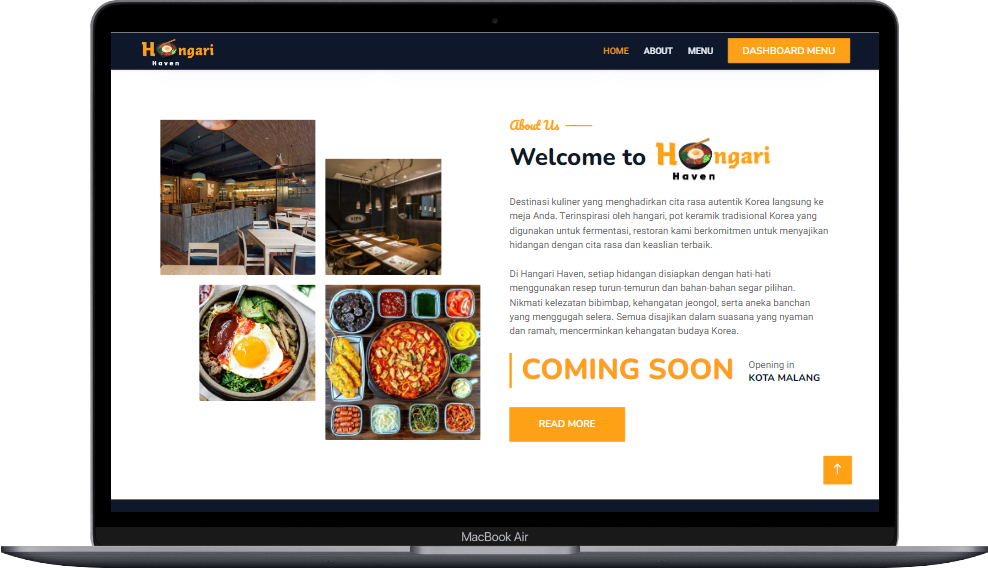 Hangari
Haven
HOME ABOUT MENU DASHBOARD MENU
About Us
Welcome to Hangari
Haven
Destinasi kuliner yang menghadirkan cita rasa autentik Korea langsung ke
meja Anda. Terinspirasi oleh hangari, pot keramik tradisional Korea yang
digunakan untuk fermentasi, restoran kami berkomitmen untuk menyajikan
hidangan dengan cita rasa dan keaslian terbaik.
Di Hangari Haven, setiap hidangan disiapkan dengan hati-hati
menggunakan resep turun-temurun dan bahan-bahan segar pilihan.
Nikmati kelezatan bibimbap, kehangatan jeongol, serta aneka banchan
yang menggugah selera. Semua disajikan dalam suasana yang nyaman
dan ramah, mencerminkan kehangatan budaya Korea.
COMING SOON
Opening in
KOTA MALANG
READ MORE
MacBook Air